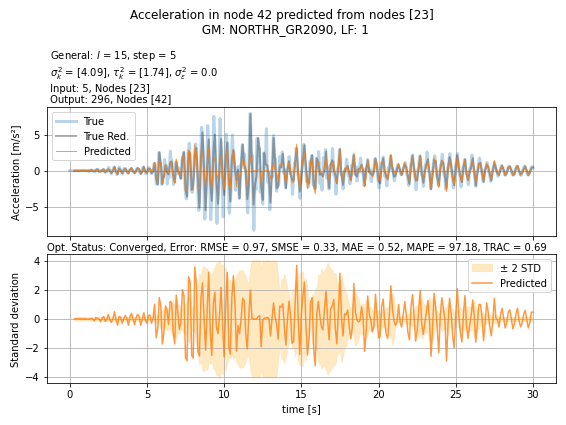 Acceleration in node 42 predicted from nodes [23]
GM: NORTHR_GR2090, LF: 1
General: l = 15, step = 5
σ²ₖ = [4.09], τ²ₖ = [1.74], σ²ε = 0.0
Input: 5, Nodes [23]
Output: 296, Nodes [42]
Acceleration [m/s²]
5
0
−5
True
True Red.
Predicted
Opt. Status: Converged, Error: RMSE = 0.97, SMSE = 0.33, MAE = 0.52, MAPE = 97.18, TRAC = 0.69
Standard deviation
4
2
0
−2
−4
± 2 STD
Predicted
0 5 10 15 20 25 30
time [s]